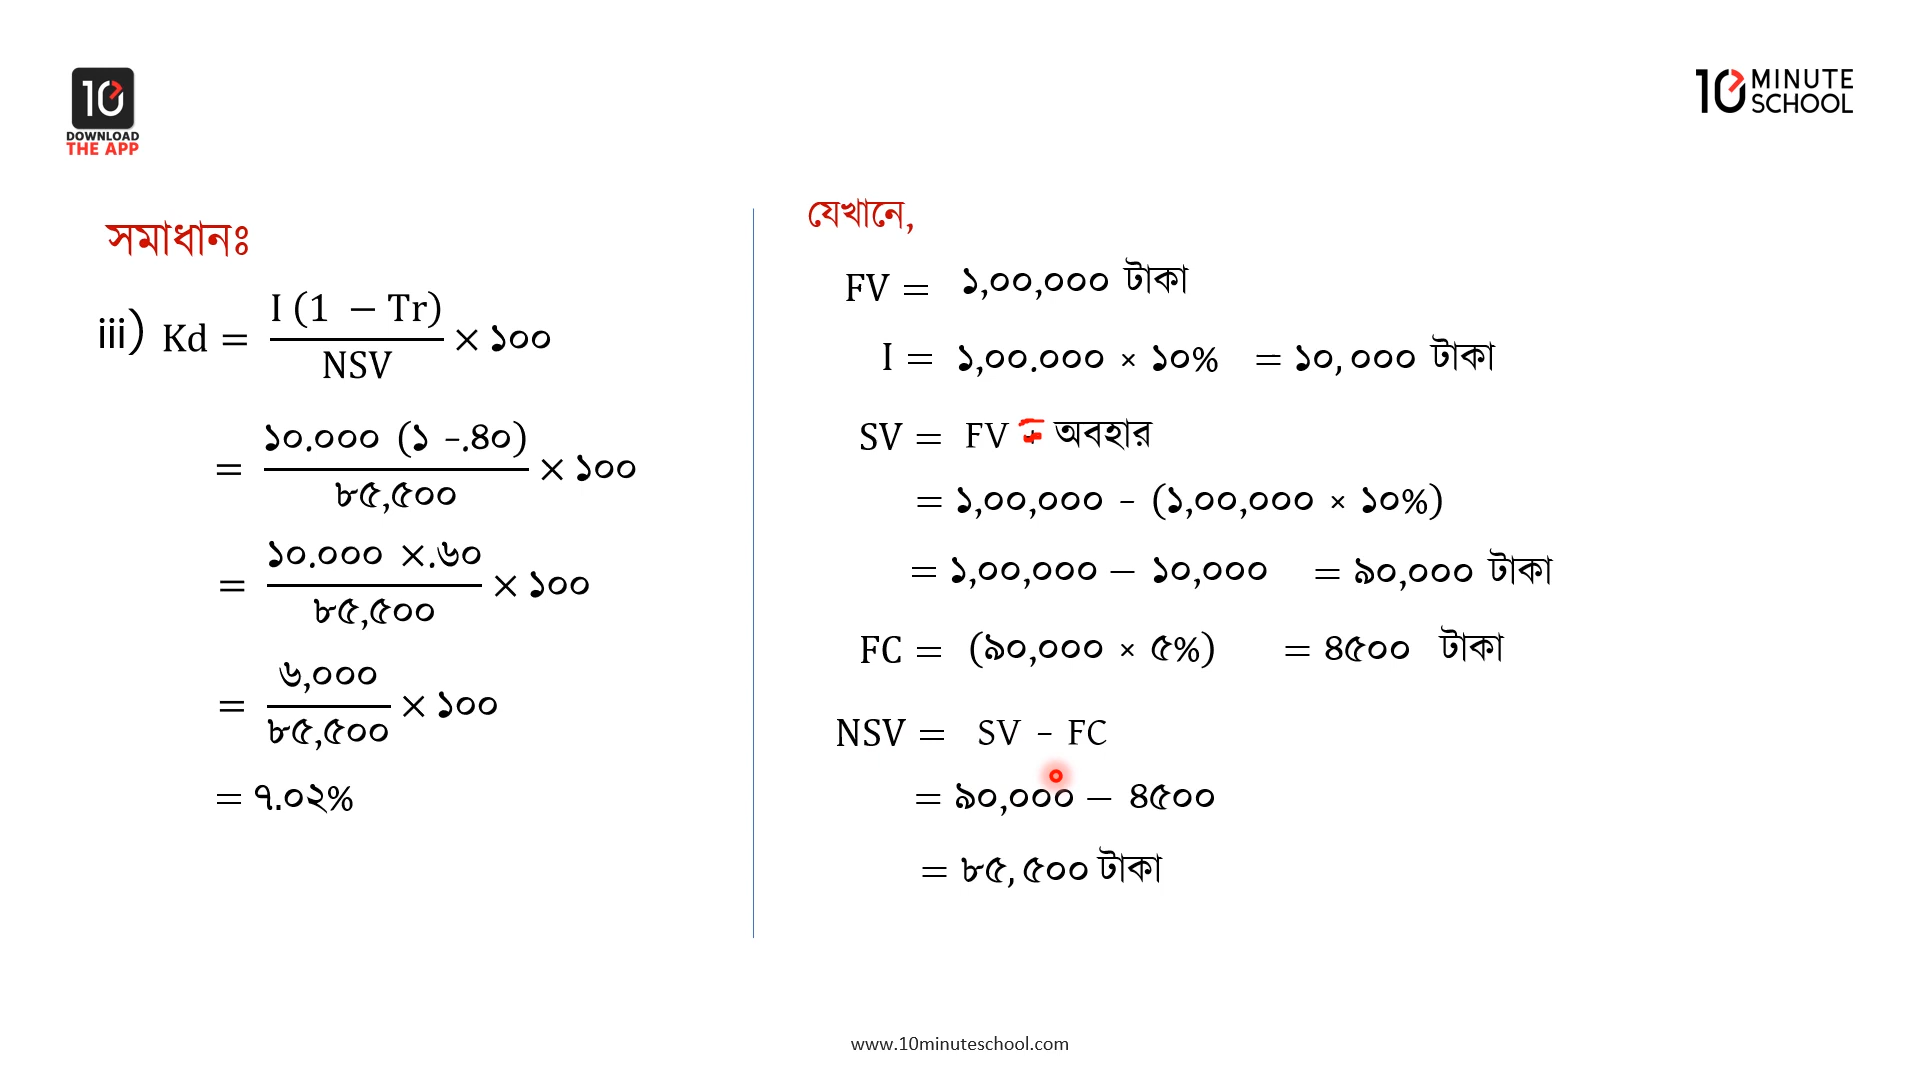 10
DOWNLOAD
THE APP
10 MINUTE
SCHOOL
সমাধানঃ
iii) Kd = I (1 − Tr) / NSV × ১০০
= ১০.০০০ (১ -.৪০) / ৮৫,৫০০ × ১০০
= ১০.০০০ ×.৬০ / ৮৫,৫০০ × ১০০
= ৬,০০০ / ৮৫,৫০০ × ১০০
= ৭.০২%
যেখানে,
FV = ১,০০,০০০ টাকা
I = ১,০০.০০০ × ১০% = ১০, ০০০ টাকা
SV = FV - অবহার
= ১,০০,০০০ - (১,০০,০০০ × ১০%)
= ১,০০,০০০ − ১০,০০০ = ৯০,০০০ টাকা
FC = (৯০,০০০ × ৫%) = ৪৫০০ টাকা
NSV = SV - FC
= ৯০,০০০ − ৪৫০০
= ৮৫, ৫০০ টাকা
www.10minuteschool.com